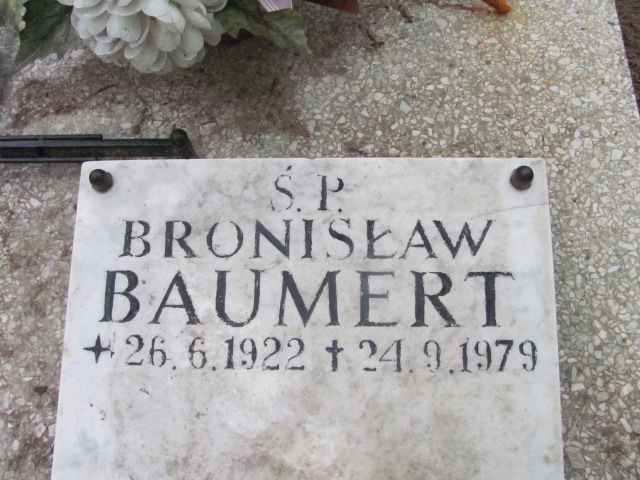 Ś. P.
BRONISŁAW
BAUMERT
✦ 26. 6. 1922 ✝ 24. 9. 1979